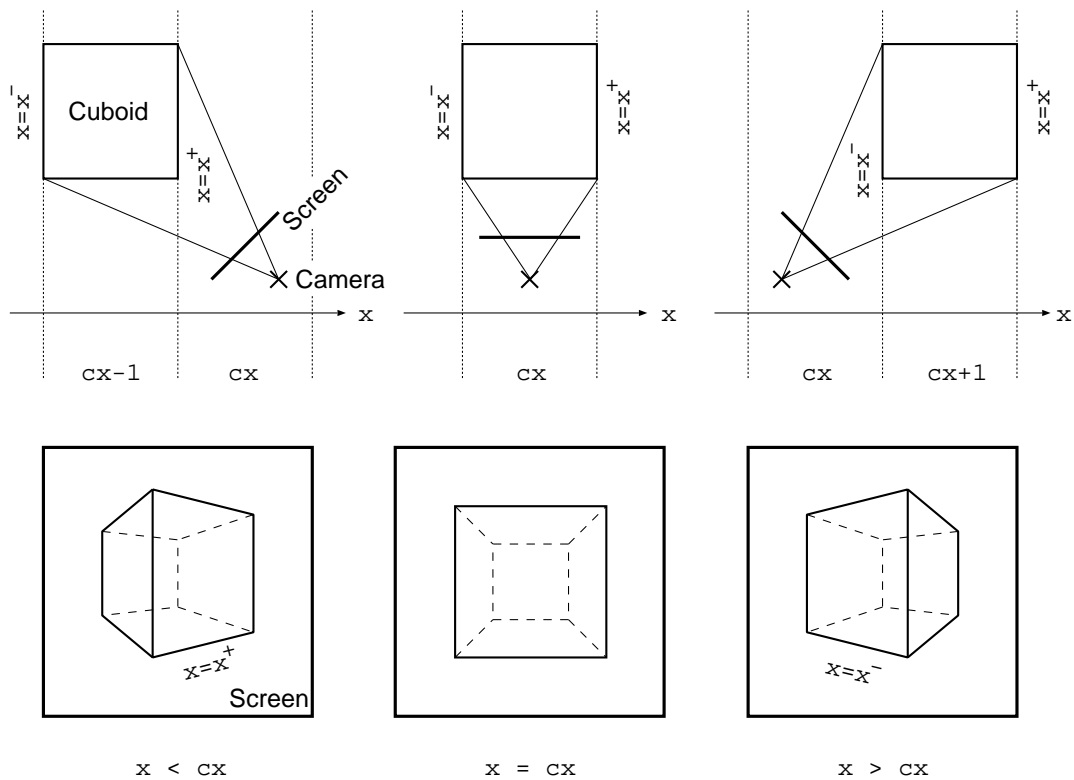 x=x⁻
Cuboid
x=x⁺
Screen
Camera
x
cx-1
cx
x=x⁻
x=x⁺
x
cx
x=x⁻
x=x⁺
x
cx
cx+1
x=x⁺
Screen
x < cx
x = cx
x=x⁻
x > cx